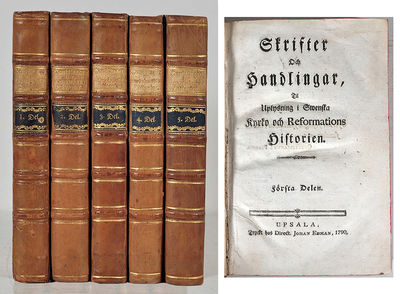 1. Del.
2. Del.
3. Del.
4. Del.
5. Del.
Skrifter
Och
Handlingar,
Til
Uplysning i Swenska
Kyrko och Reformations
Historien.
Första Delen.
UPSALA,
Tryckt hos Direct. JOHAN EDMAN, 1790.